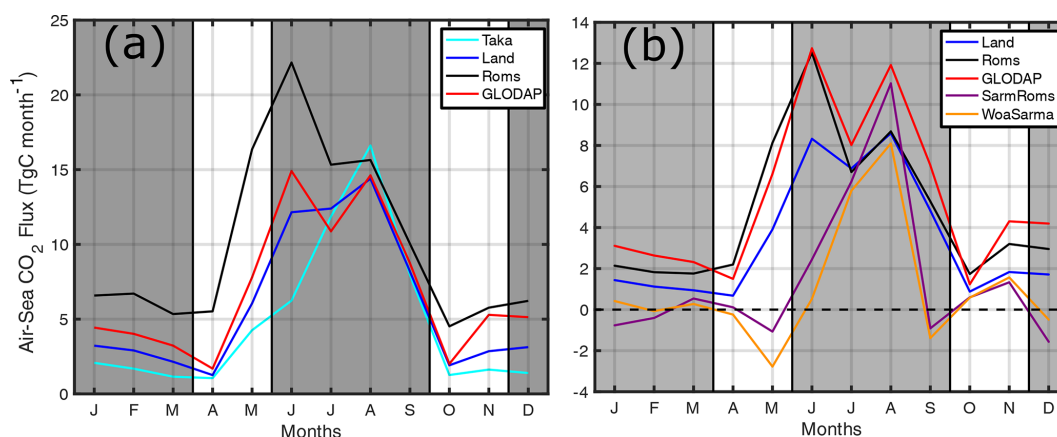 (a)
Air-Sea CO2 Flux (TgC month-1)
25
20
15
10
5
0
Taka
Land
Roms
GLODAP
J F M A M J J A S O N D
Months
(b)
14
12
10
8
6
4
2
0
-2
-4
Land
Roms
GLODAP
SarmRoms
WoaSarma
J F M A M J J A S O N D
Months